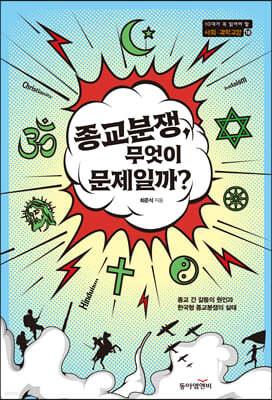 10대가 꼭 읽어야 할
사회·과학교양 14
Christianity
Judaism
종교분쟁,
무엇이
문제일까?
최준식 지음
Hinduism
종교 간 갈등의 원인과
한국형 종교분쟁의 실태
동아엠앤비